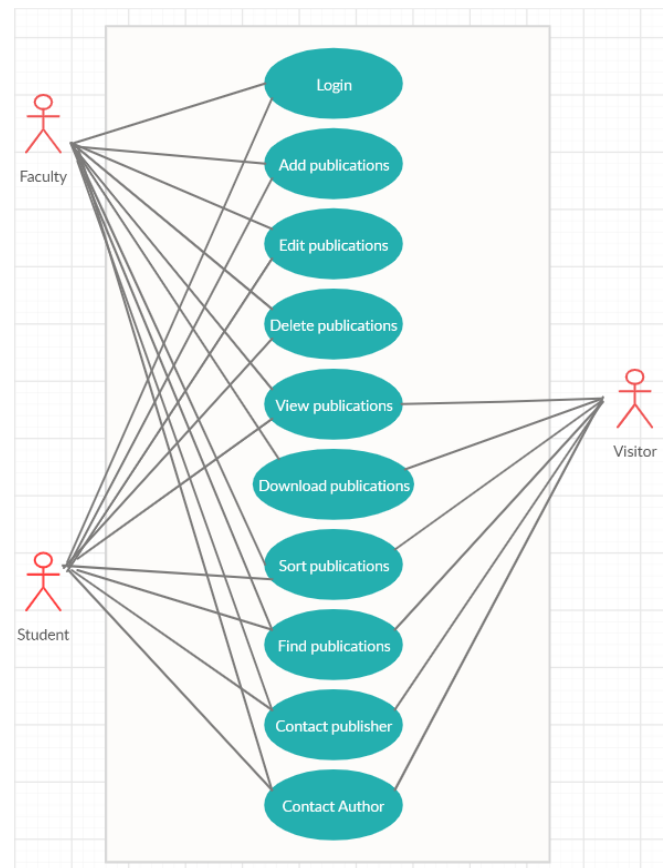 Login
Faculty
Add publications
Edit publications
Delete publications
View publications
Visitor
Download publications
Sort publications
Student
Find publications
Contact publisher
Contact Author